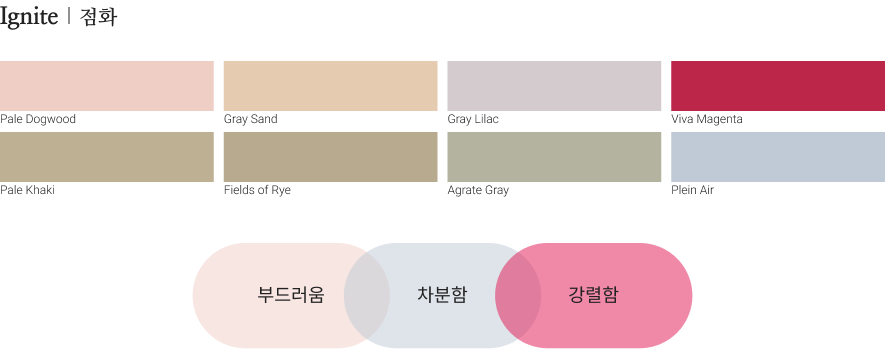 Ignite | 점화
Pale Dogwood Gray Sand Gray Lilac Viva Magenta
Pale Khaki Fields of Rye Agrate Gray Plein Air
부드러움 차분함 강렬함